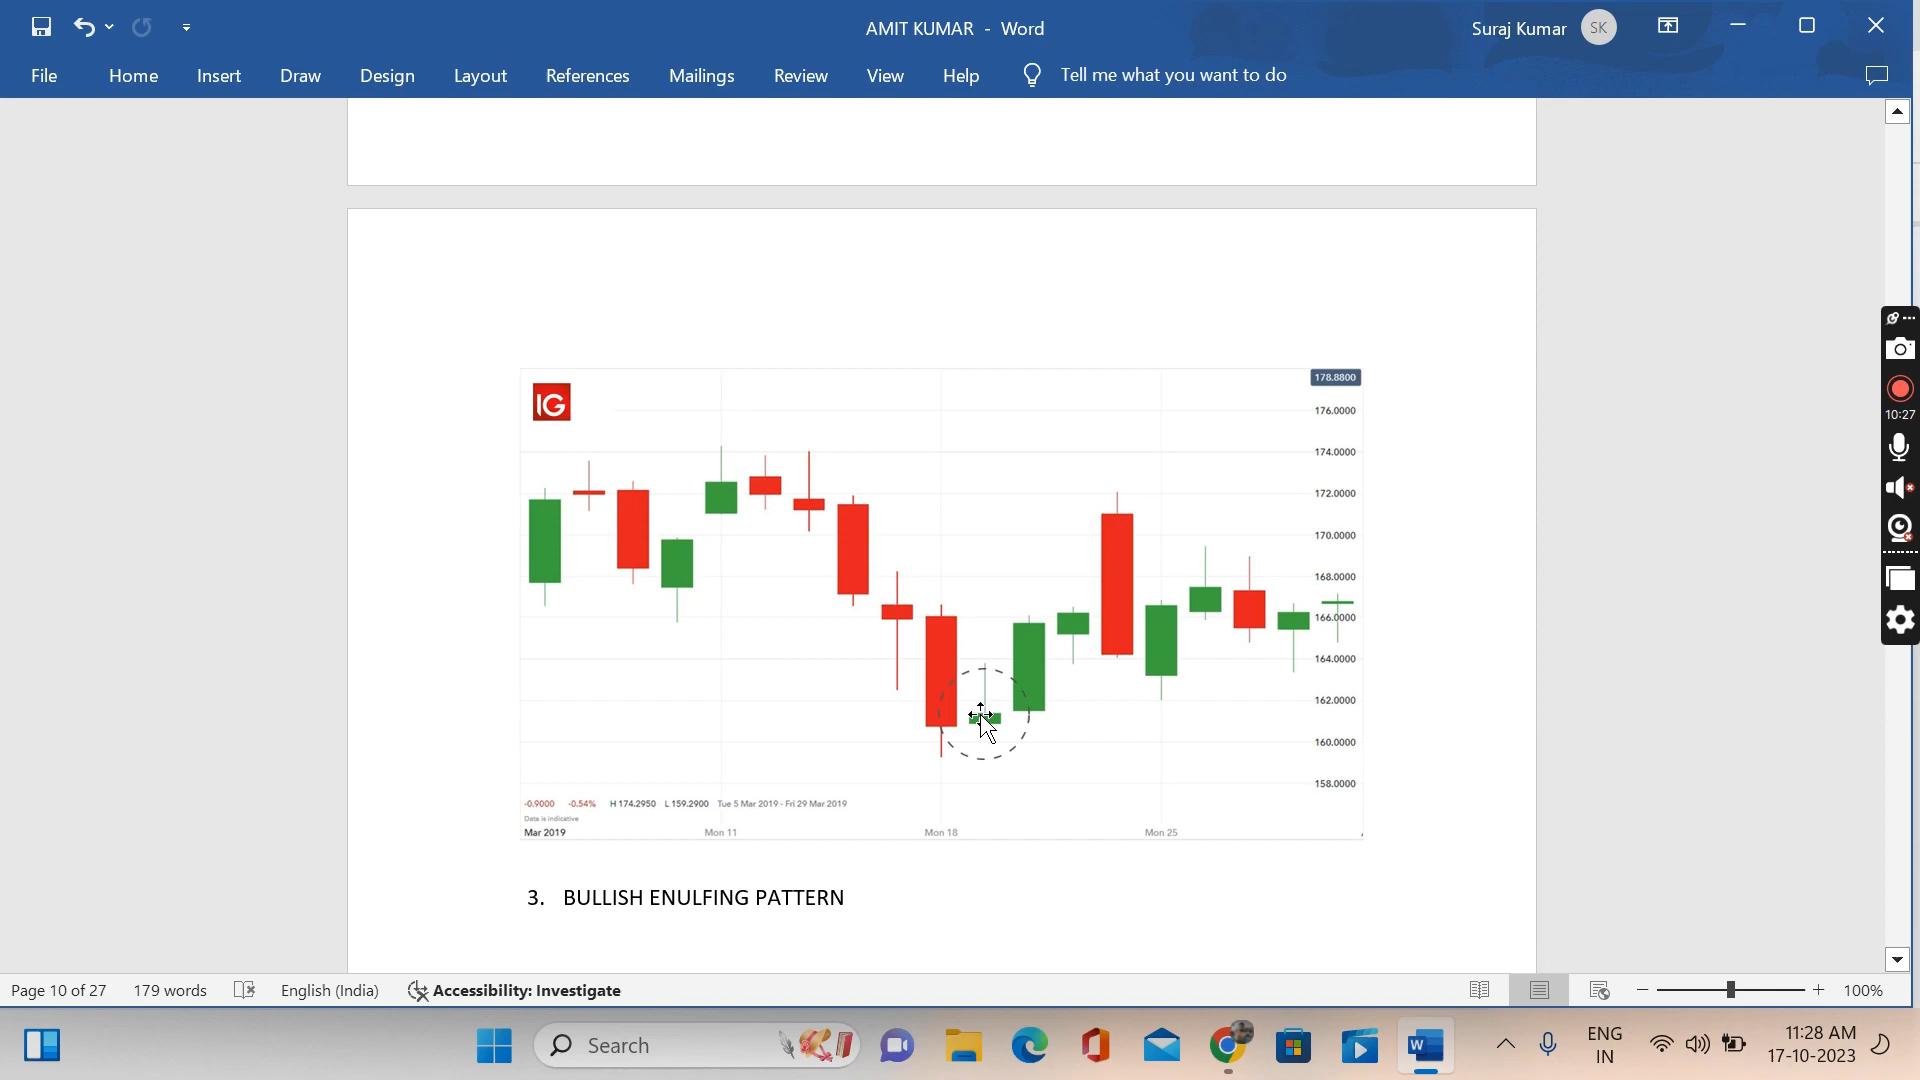 AMIT KUMAR - Word
Suraj Kumar
SK
File Home Insert Draw Design Layout References Mailings Review View Help Tell me what you want to do
IG
178.8800
176.0000
174.0000
172.0000
170.0000
168.0000
166.0000
164.0000
162.0000
160.0000
158.0000
-0.9000 -0.54% H 174.2950 L 159.2900 Tue 5 Mar 2019 - Fri 29 Mar 2019
Data is indicative
Mar 2019 Mon 11 Mon 18 Mon 25
3. BULLISH ENULFING PATTERN
10:27
Page 10 of 27 179 words English (India) Accessibility: Investigate 100%
Search
W
ENG
IN
11:28 AM
17-10-2023